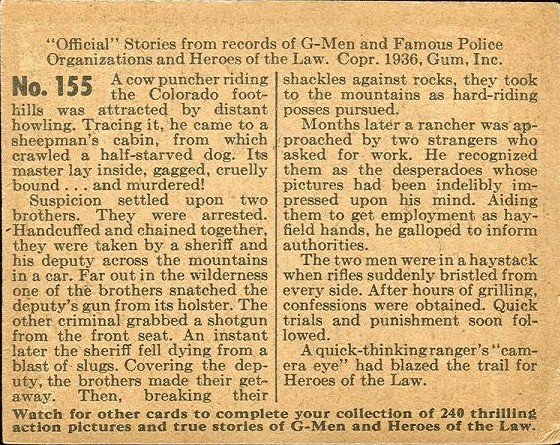 "Official" Stories from records of G-Men and Famous Police
Organizations and Heroes of the Law. Copr. 1936, Gum, Inc.
No. 155 A cow puncher riding
the Colorado foot-
hills was attracted by distant
howling. Tracing it, he came to a
sheepman's cabin, from which
crawled a half-starved dog. Its
master lay inside, gagged, cruelly
bound . . . and murdered!
Suspicion settled upon two
brothers. They were arrested.
Handcuffed and chained together,
they were taken by a sheriff and
his deputy across the mountains
in a car. Far out in the wilderness
one of the brothers snatched the
deputy's gun from its holster. The
other criminal grabbed a shotgun
from the front seat. An instant
later the sheriff fell dying from a
blast of slugs. Covering the dep-
uty, the brothers made their get-
away. Then, breaking their
shackles against rocks, they took
to the mountains as hard-riding
posses pursued.
Months later a rancher was ap-
proached by two strangers who
asked for work. He recognized
them as the desperadoes whose
pictures had been indelibly im-
pressed upon his mind. Aiding
them to get employment as hay-
field hands, he galloped to inform
authorities.
The two men were in a haystack
when rifles suddenly bristled from
every side. After hours of grilling,
confessions were obtained. Quick
trials and punishment soon fol-
lowed.
A quick-thinking ranger's "cam-
era eye" had blazed the trail for
Heroes of the Law.
Watch for other cards to complete your collection of 240 thrilling
action pictures and true stories of G-Men and Heroes of the Law.